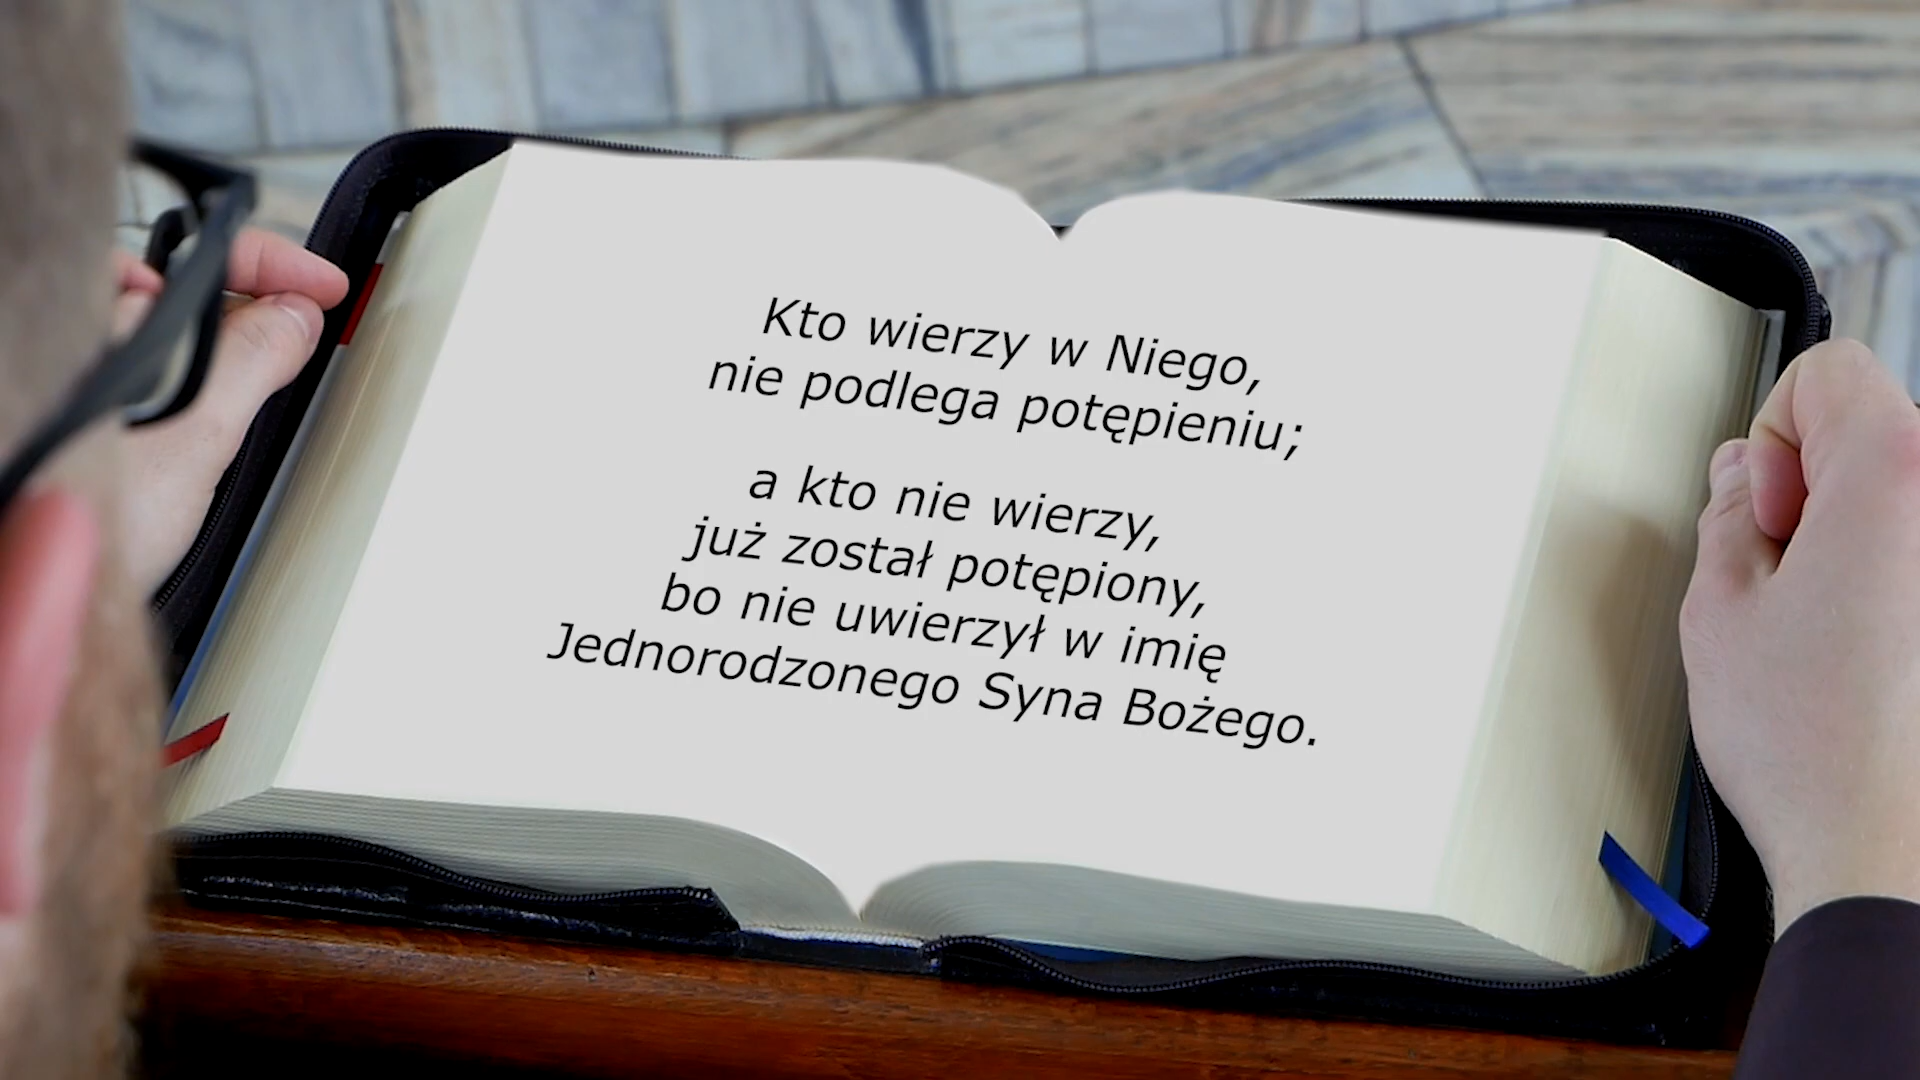 Kto wierzy w Niego,
nie podlega potępieniu;
a kto nie wierzy,
już został potępiony,
bo nie uwierzył w imię
Jednorodzonego Syna Bożego.